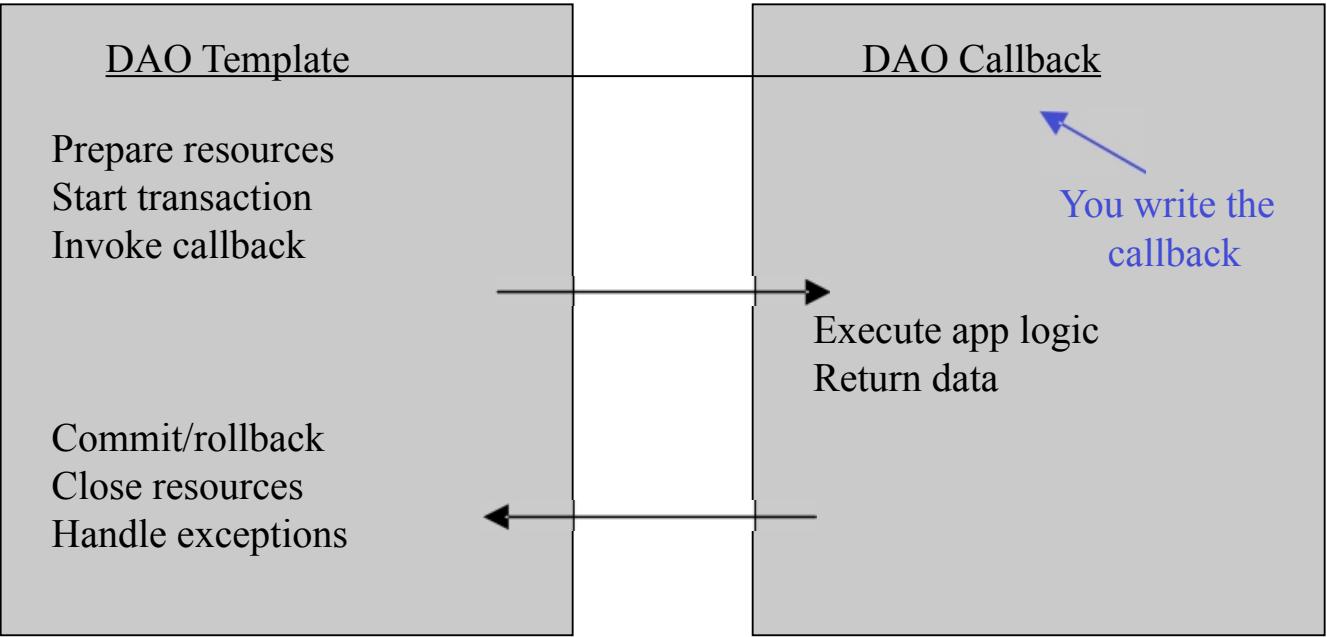 DAO Template
DAO Callback
Prepare resources
Start transaction
Invoke callback
You write the
callback
Execute app logic
Return data
Commit/rollback
Close resources
Handle exceptions